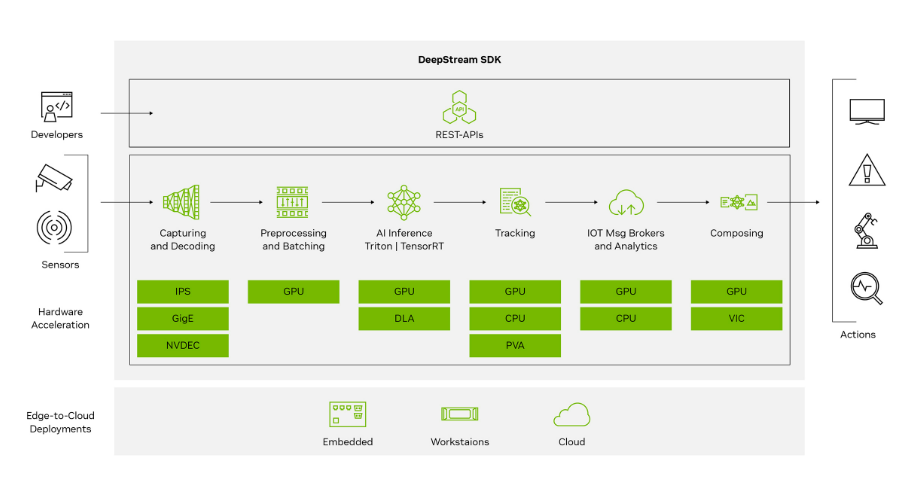 DeepStream SDK
Developers
API
REST-APIs
Sensors
Capturing
and Decoding
Preprocessing
and Batching
AI Inference
Triton | TensorRT
Tracking
IOT Msg Brokers
and Analytics
Composing
Hardware
Acceleration
IPS
GigE
NVDEC
GPU
GPU
DLA
GPU
CPU
PVA
GPU
CPU
GPU
VIC
Actions
Edge-to-Cloud
Deployments
Embedded
Workstaions
Cloud